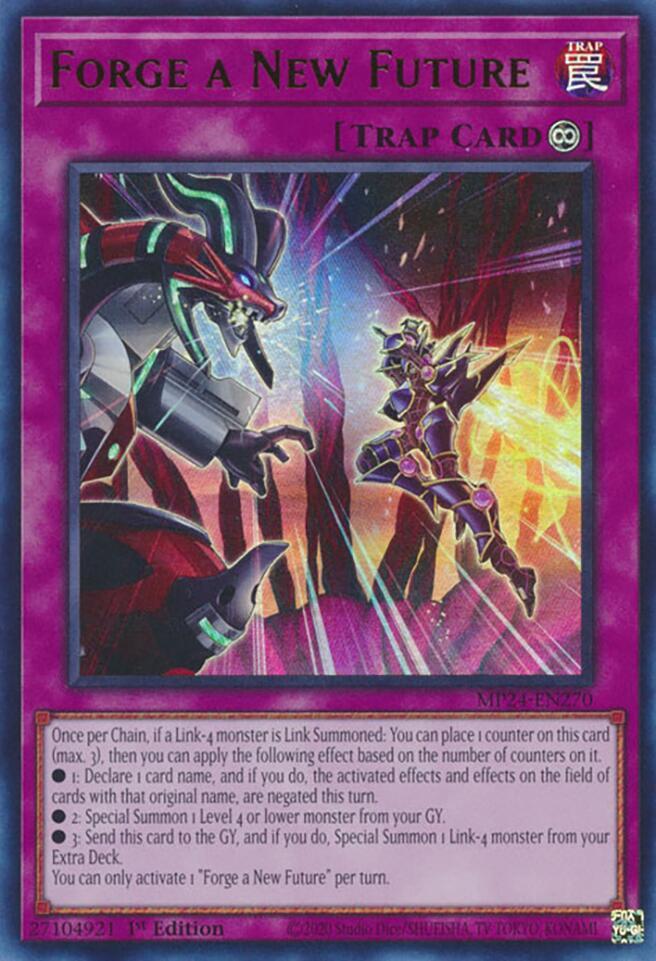 FORGE A NEW FUTURE
TRAP
罠
[TRAP CARD∞]
MP24-EN270
Once per Chain, if a Link-4 monster is Link Summoned: You can place 1 counter on this card
(max. 3), then you can apply the following effect based on the number of counters on it.
● 1: Declare 1 card name, and if you do, the activated effects and effects on the field of
cards with that original name, are negated this turn.
● 2: Special Summon 1 Level 4 or lower monster from your GY.
● 3: Send this card to the GY, and if you do, Special Summon 1 Link-4 monster from your
Extra Deck.
You can only activate 1 "Forge a New Future" per turn.
27104921 1st Edition ©2020 Studio Dice/SHUEISHA, TV TOKYO, KONAMI